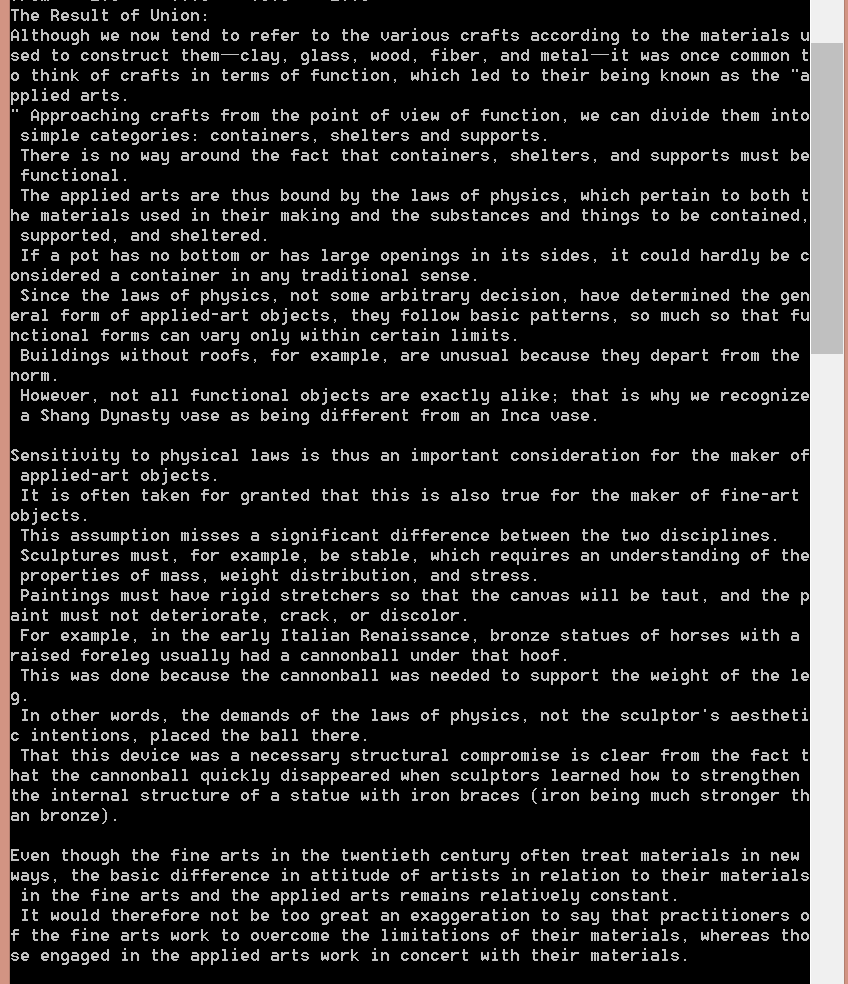 The Result of Union:
Although we now tend to refer to the various crafts according to the materials u
sed to construct them──clay, glass, wood, fiber, and metal──it was once common t
o think of crafts in terms of function, which led to their being known as the "a
pplied arts.
" Approaching crafts from the point of view of function, we can divide them into
 simple categories: containers, shelters and supports.
 There is no way around the fact that containers, shelters, and supports must be
 functional.
 The applied arts are thus bound by the laws of physics, which pertain to both t
he materials used in their making and the substances and things to be contained,
 supported, and sheltered.
 If a pot has no bottom or has large openings in its sides, it could hardly be c
onsidered a container in any traditional sense.
 Since the laws of physics, not some arbitrary decision, have determined the gen
eral form of applied-art objects, they follow basic patterns, so much so that fu
nctional forms can vary only within certain limits.
 Buildings without roofs, for example, are unusual because they depart from the
norm.
 However, not all functional objects are exactly alike; that is why we recognize
 a Shang Dynasty vase as being different from an Inca vase.

Sensitivity to physical laws is thus an important consideration for the maker of
 applied-art objects.
 It is often taken for granted that this is also true for the maker of fine-art
objects.
 This assumption misses a significant difference between the two disciplines.
 Sculptures must, for example, be stable, which requires an understanding of the
 properties of mass, weight distribution, and stress.
 Paintings must have rigid stretchers so that the canvas will be taut, and the p
aint must not deteriorate, crack, or discolor.
 For example, in the early Italian Renaissance, bronze statues of horses with a
raised foreleg usually had a cannonball under that hoof.
 This was done because the cannonball was needed to support the weight of the le
g.
 In other words, the demands of the laws of physics, not the sculptor's aestheti
c intentions, placed the ball there.
 That this device was a necessary structural compromise is clear from the fact t
hat the cannonball quickly disappeared when sculptors learned how to strengthen
the internal structure of a statue with iron braces (iron being much stronger th
an bronze).

Even though the fine arts in the twentieth century often treat materials in new
ways, the basic difference in attitude of artists in relation to their materials
 in the fine arts and the applied arts remains relatively constant.
 It would therefore not be too great an exaggeration to say that practitioners o
f the fine arts work to overcome the limitations of their materials, whereas tho
se engaged in the applied arts work in concert with their materials.